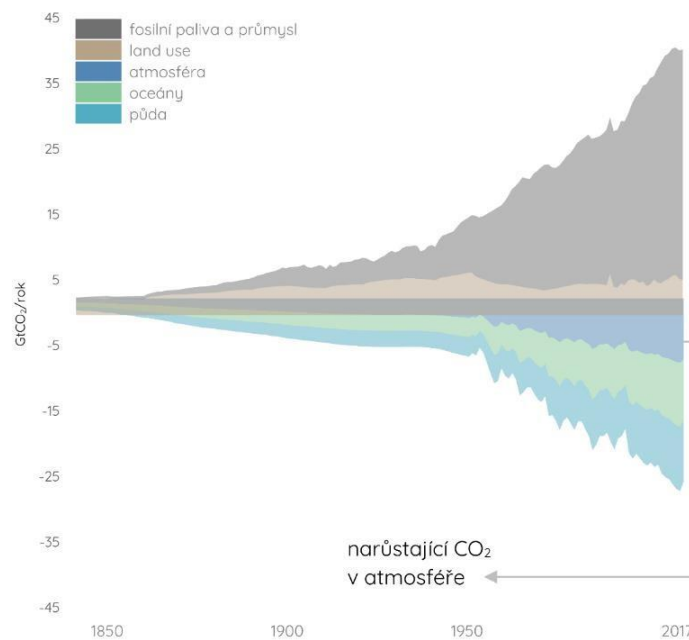 45
fosilní paliva a průmysl
land use
35
atmosféra
oceány
půda
25
15
5
GtCO₂/rok
-5
-15
-25
-35
narůstající CO₂
v atmosféře
-45
1850
1900
1950
2017